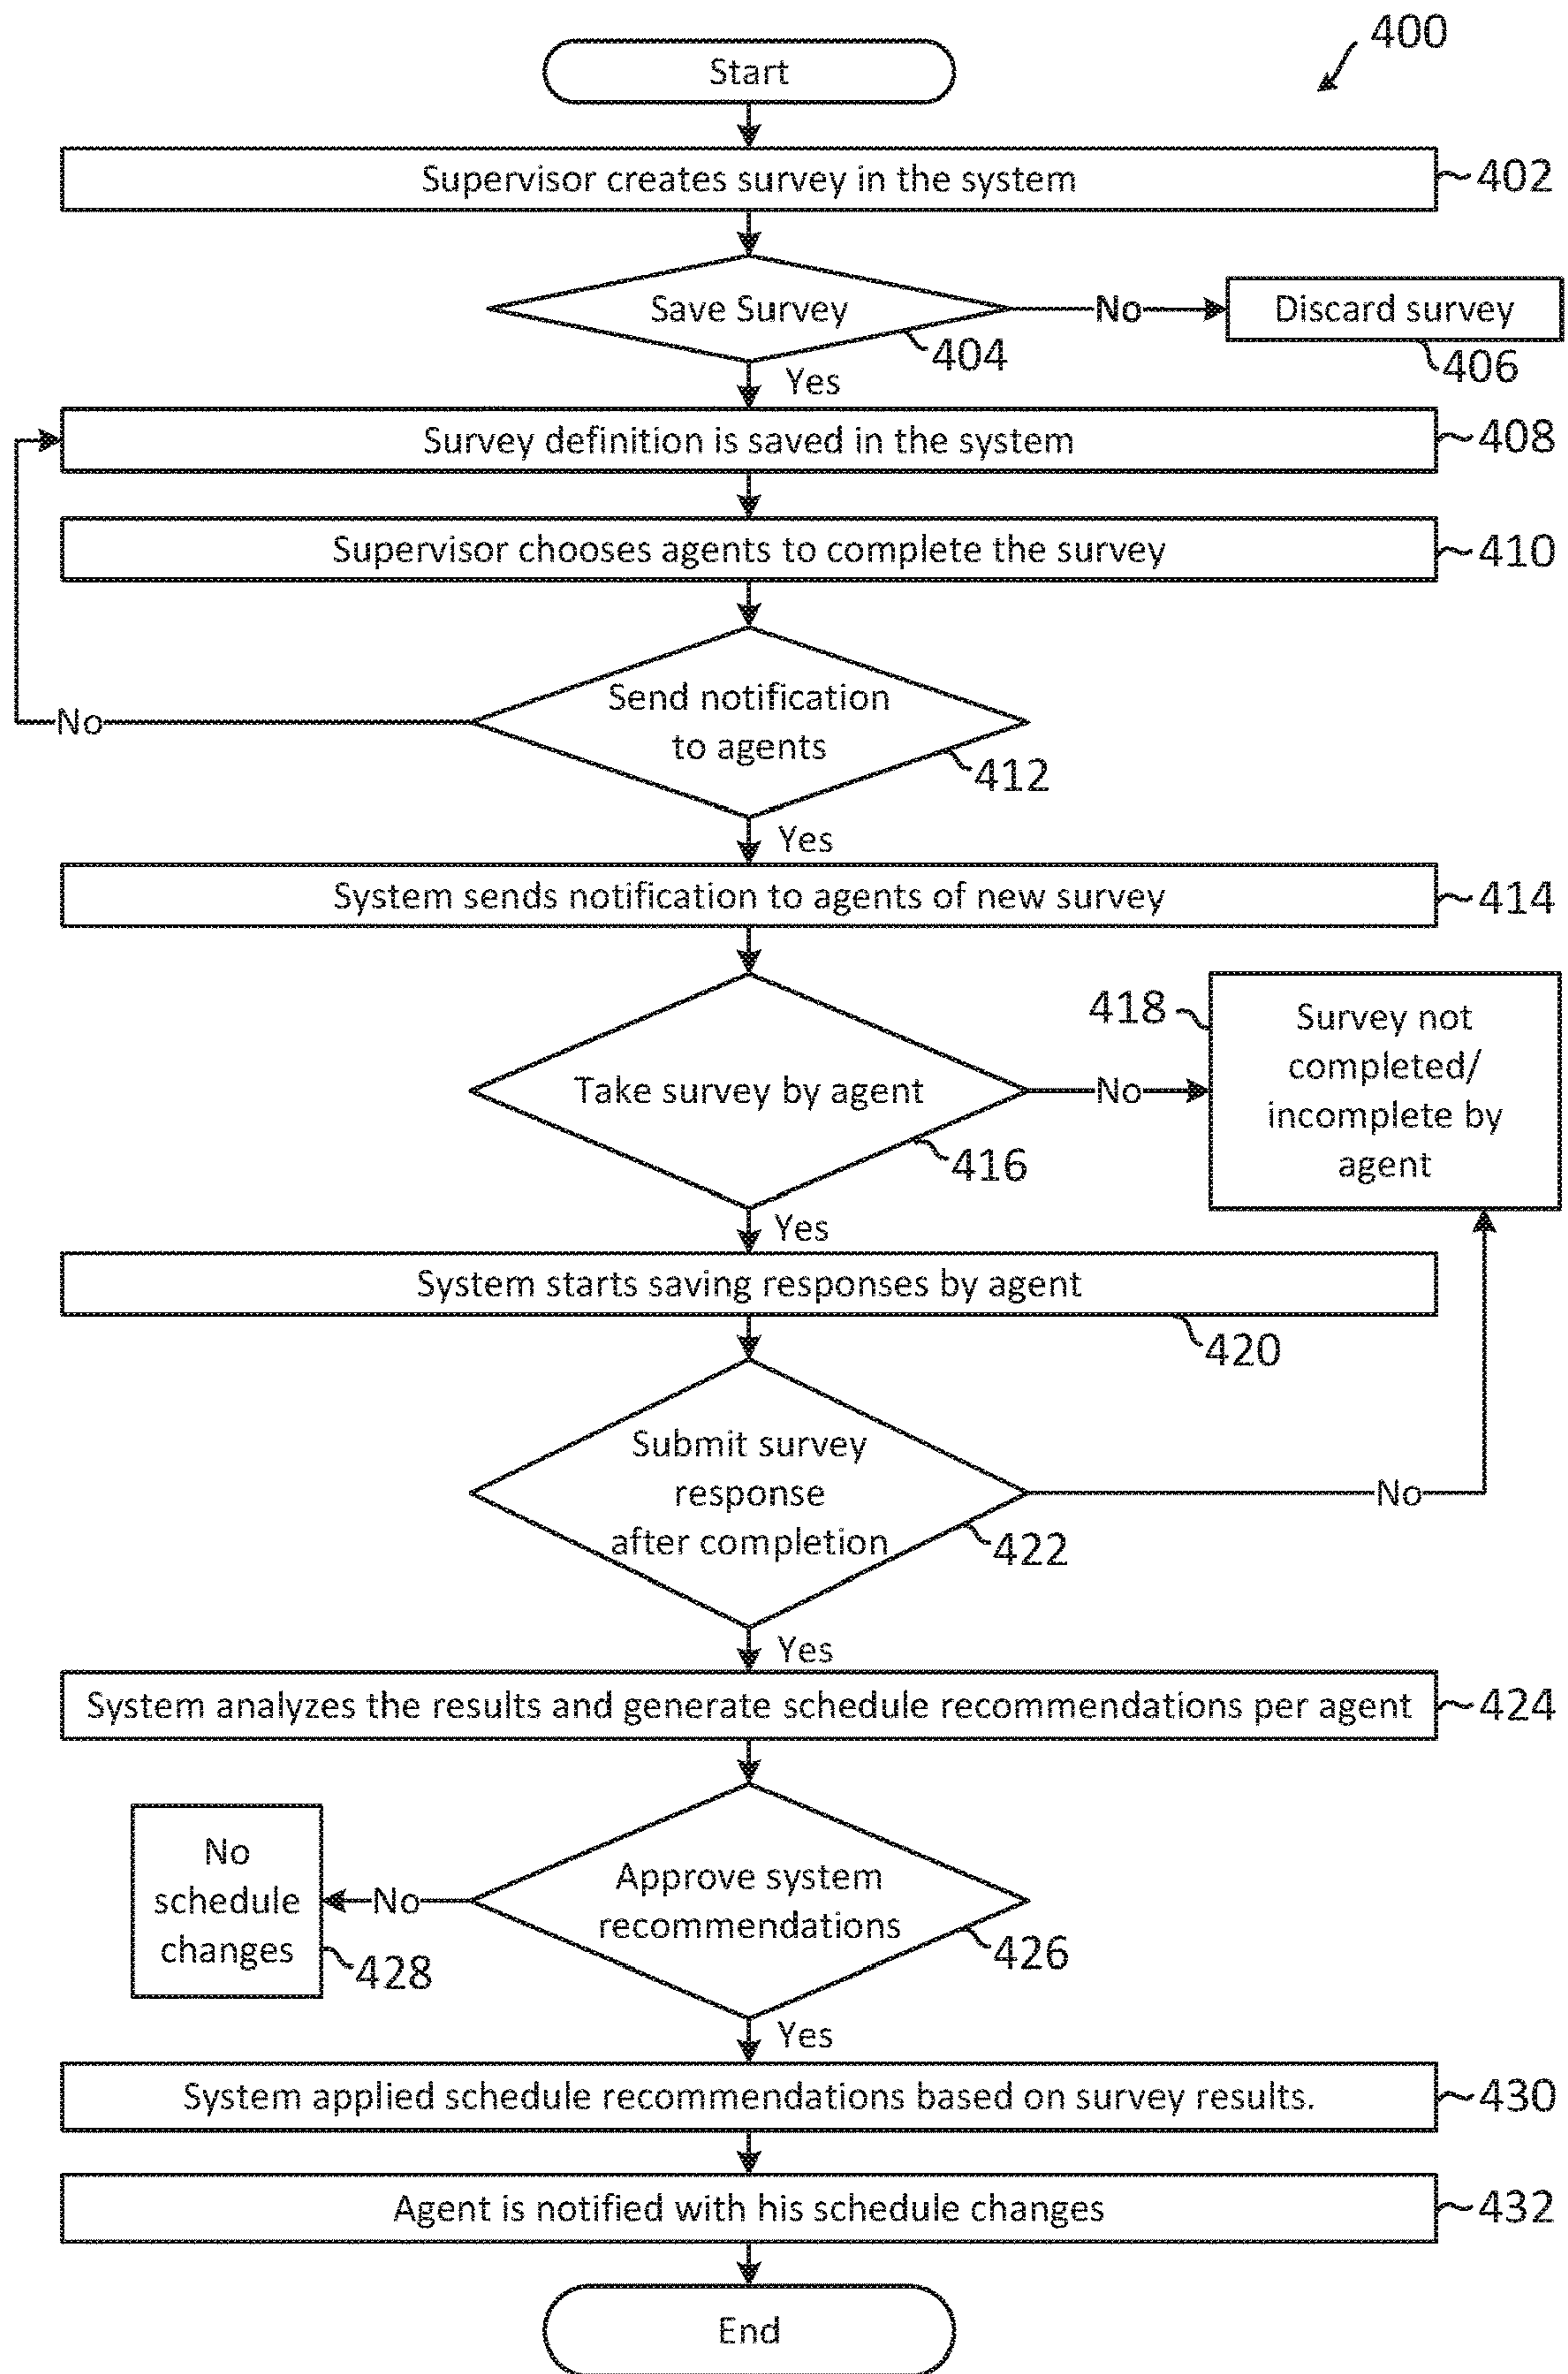 400
Start
Supervisor creates survey in the system
402
Save Survey
404
No
Discard survey
406
Yes
Survey definition is saved in the system
408
Supervisor chooses agents to complete the survey
410
Send notification
to agents
412
No
Yes
System sends notification to agents of new survey
414
Take survey by agent
416
No
418
Survey not
completed/
incomplete by
agent
Yes
System starts saving responses by agent
420
Submit survey
response
after completion
422
No
Yes
System analyzes the results and generate schedule recommendations per agent
424
Approve system
recommendations
426
No
No
schedule
changes
428
Yes
System applied schedule recommendations based on survey results.
430
Agent is notified with his schedule changes
432
End